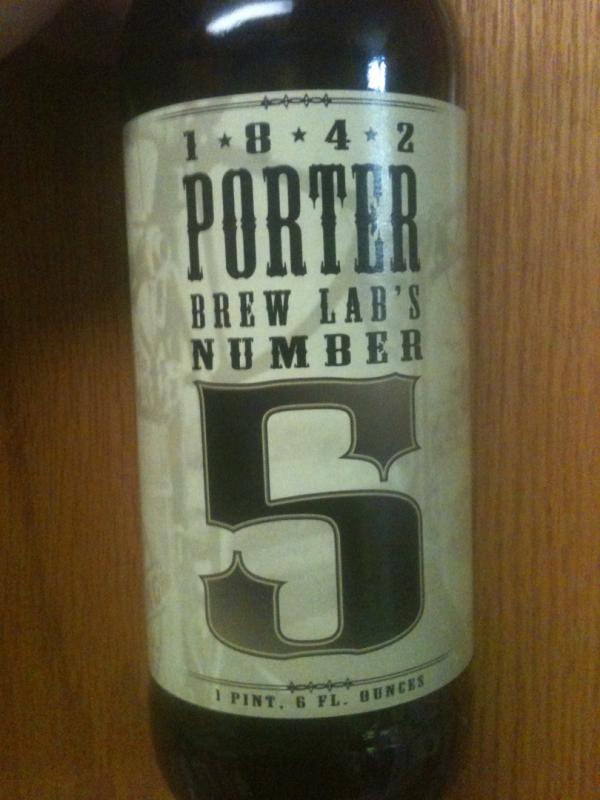 1 ★ 8 ★ 4 ★ 2
PORTER
BREW LAB'S
NUMBER
5
1 PINT, 6 FL. OUNCES